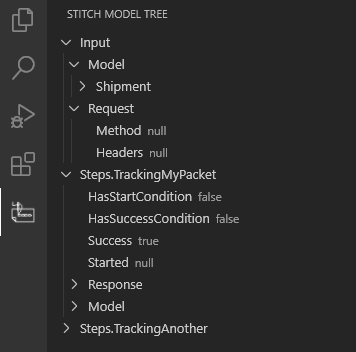 STITCH MODEL TREE
Input
Model
Shipment
Request
Method null
Headers null
Steps.TrackingMyPacket
HasStartCondition false
HasSuccessCondition false
Success true
Started null
Response
Model
Steps.TrackingAnother